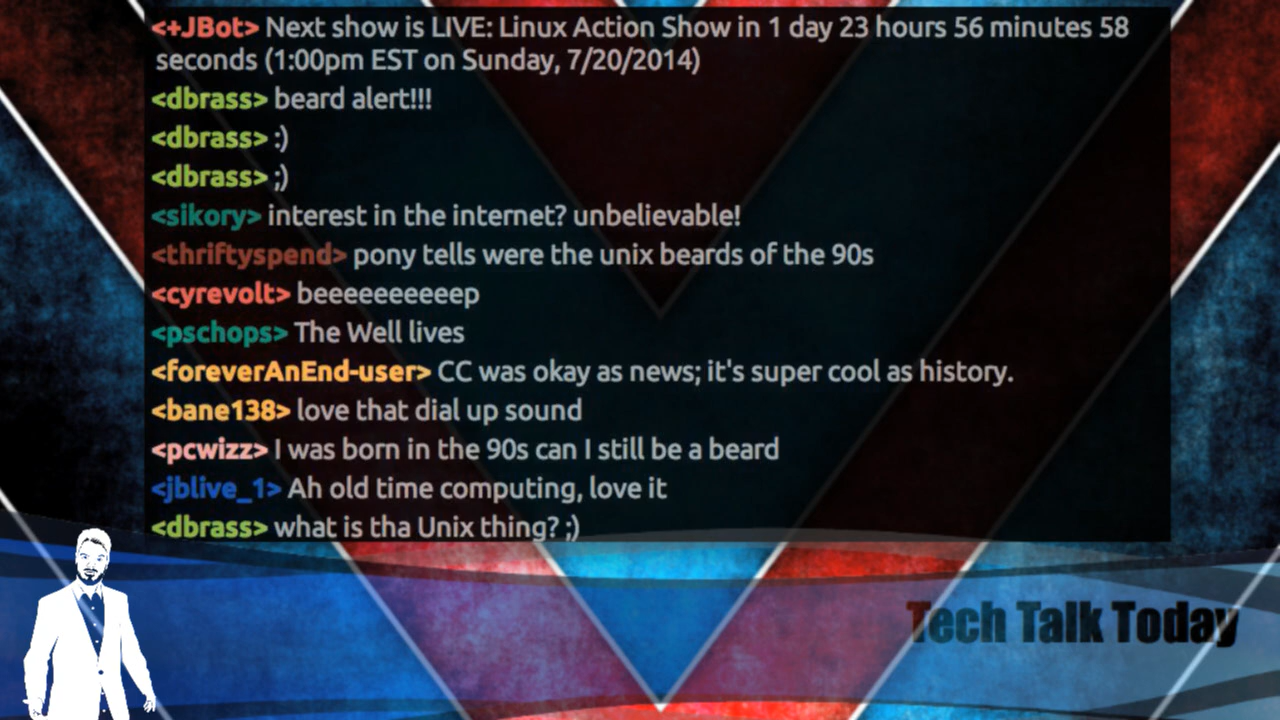 <+JBot> Next show is LIVE: Linux Action Show in 1 day 23 hours 56 minutes 58
seconds (1:00pm EST on Sunday, 7/20/2014)
<dbrass> beard alert!!!
<dbrass> :)
<dbrass> ;)
<sikory> interest in the internet? unbelievable!
<thriftyspend> pony tells were the unix beards of the 90s
<cyrevolt> beeeeeeeeeep
<pschops> The Well lives
<foreverAnEnd-user> CC was okay as news; it's super cool as history.
<bane138> love that dial up sound
<pcwizz> I was born in the 90s can I still be a beard
<jblive_1> Ah old time computing, love it
<dbrass> what is tha Unix thing? ;)
Tech Talk Today